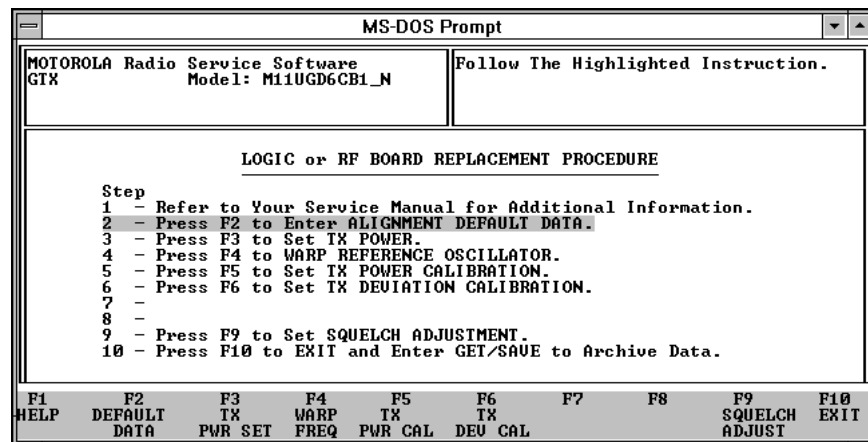 MS-DOS Prompt
MOTOROLA Radio Service Software
GTX Model: M11UGD6CB1_N
Follow The Highlighted Instruction.
LOGIC or RF BOARD REPLACEMENT PROCEDURE
Step
1 - Refer to Your Service Manual for Additional Information.
2 - Press F2 to Enter ALIGNMENT DEFAULT DATA.
3 - Press F3 to Set TX POWER.
4 - Press F4 to WARP REFERENCE OSCILLATOR.
5 - Press F5 to Set TX POWER CALIBRATION.
6 - Press F6 to Set TX DEVIATION CALIBRATION.
7 -
8 -
9 - Press F9 to Set SQUELCH ADJUSTMENT.
10 - Press F10 to EXIT and Enter GET/SAVE to Archive Data.
F1 F2 F3 F4 F5 F6 F7 F8 F9 F10
HELP DEFAULT TX WARP TX TX SQUELCH EXIT
DATA PWR SET FREQ PWR CAL DEV CAL ADJUST